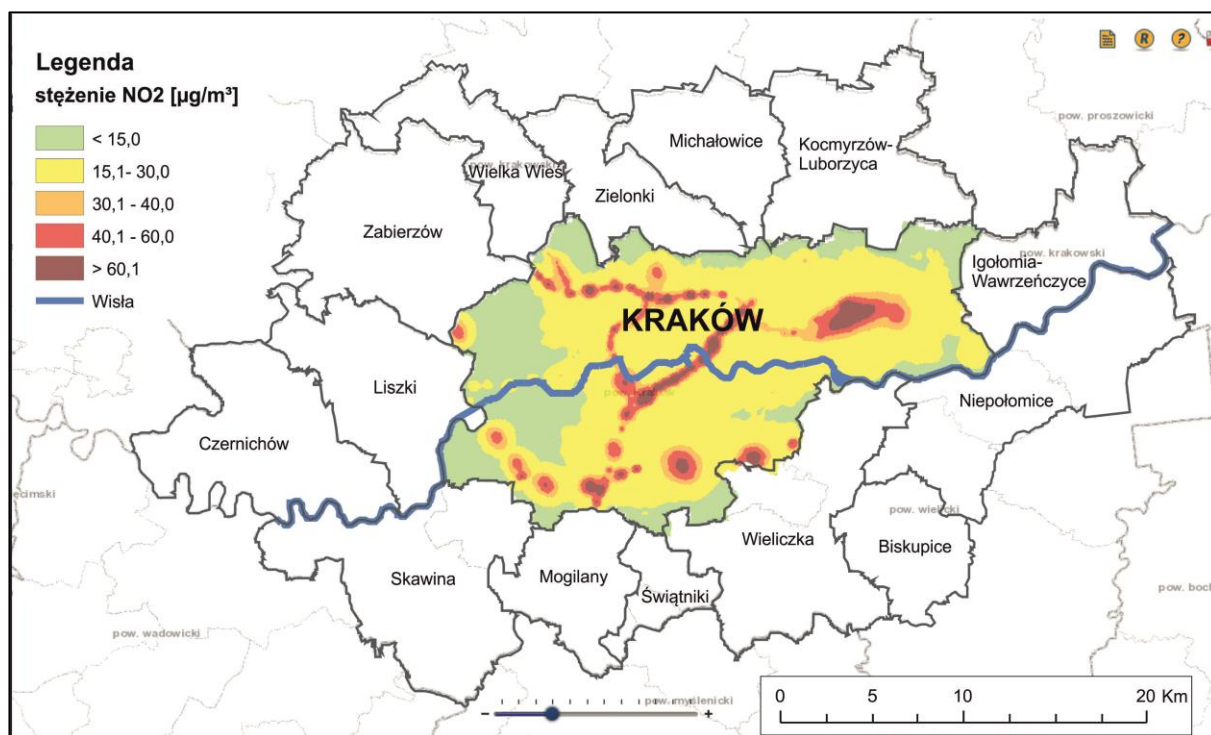 Legenda
stężenie NO2 [µg/m³]
< 15,0
15,1- 30,0
30,1 - 40,0
40,1 - 60,0
> 60,1
Wisła
R
?
pow. proszowicki
Michałowice
Kocmyrzów-
Luborzyca
pow. krakowski
Wielka Wieś
Zielonki
Zabierzów
pow. krakowski
Igołomia-
Wawrzeńczyce
KRAKÓW
Liszki
Niepołomice
Czernichów
pow. wielicki
Wieliczka
Biskupice
Skawina
Mogilany
Świątniki
pow. wadowicki
pow. myślenicki
- +
0 5 10 20 Km